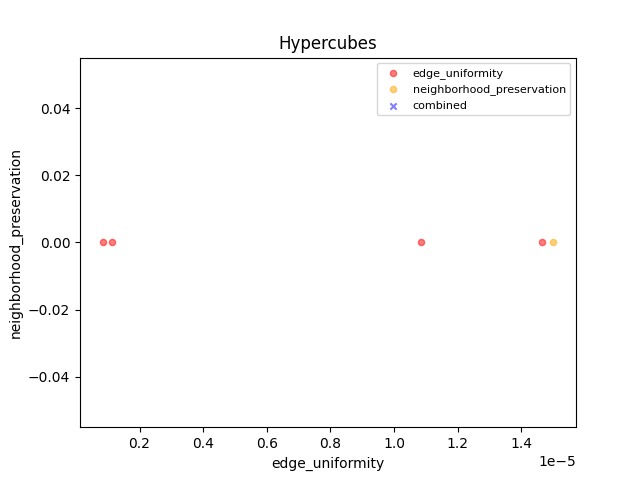 Hypercubes
edge_uniformity
neighborhood_preservation
combined
neighborhood_preservation
0.04
0.02
0.00
−0.02
−0.04
0.2 0.4 0.6 0.8 1.0 1.2 1.4
1e−5
edge_uniformity